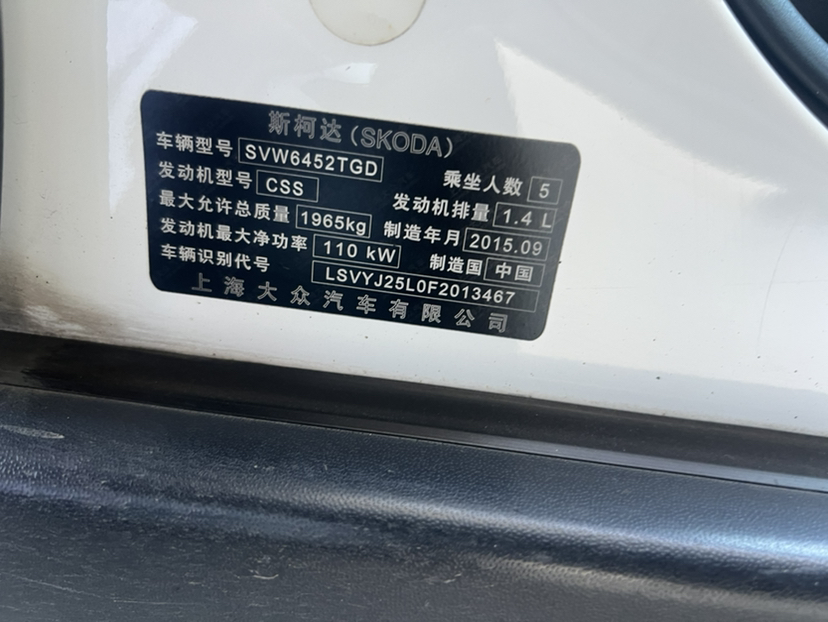 斯柯达(SKODA)
车辆型号 SVW6452TGD 乘坐人数 5
发动机型号 CSS 发动机排量 1.4 L
最大允许总质量 1965kg 制造年月 2015.09
发动机最大净功率 110 kW 制造国 中国
车辆识别代号 LSVYJ25L0F2013467
上海大众汽车有限公司